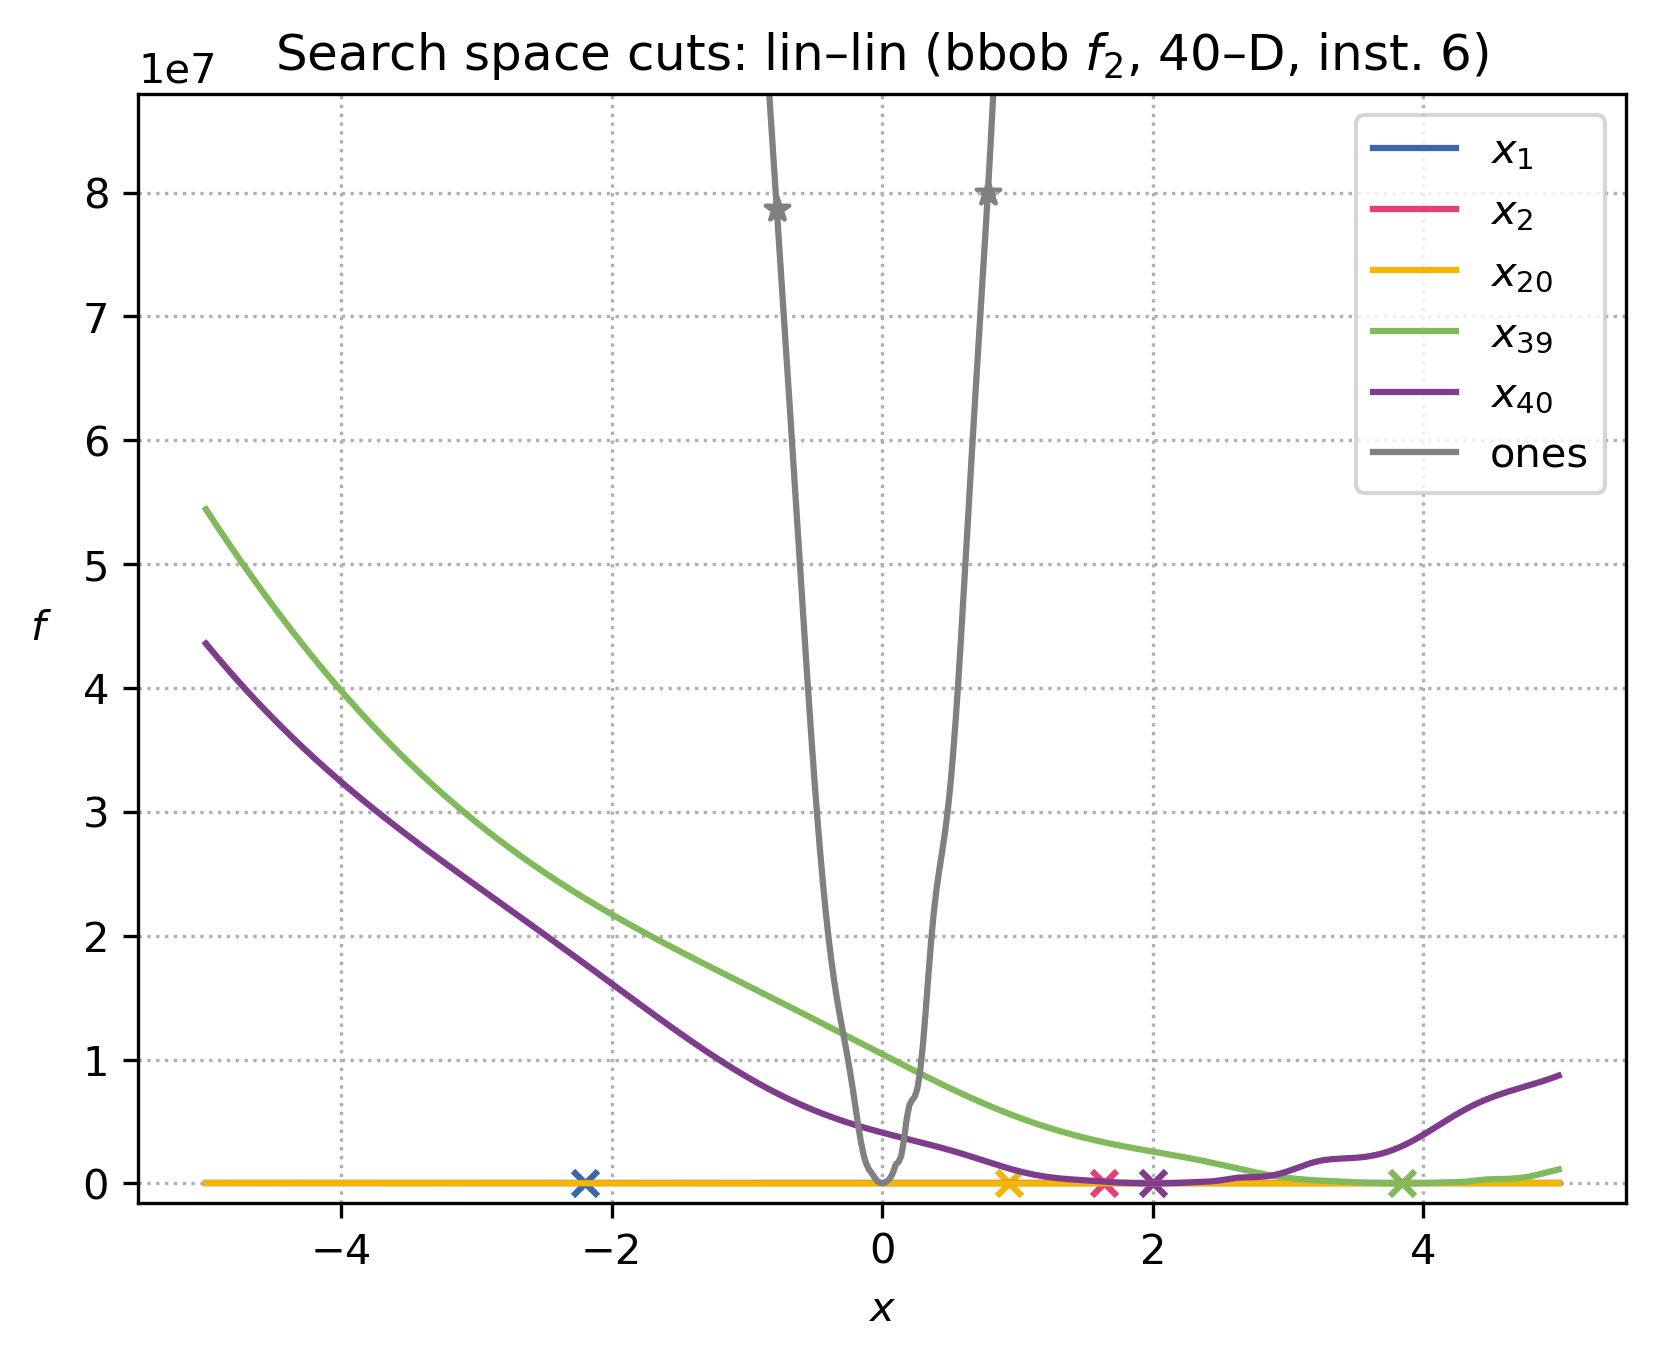 Search space cuts: lin–lin (bbob f₂, 40–D, inst. 6)
1e7
8
7
6
5
4
3
2
1
0
f
−4 −2 0 2 4
x
x₁
x₂
x₂₀
x₃₉
x₄₀
ones